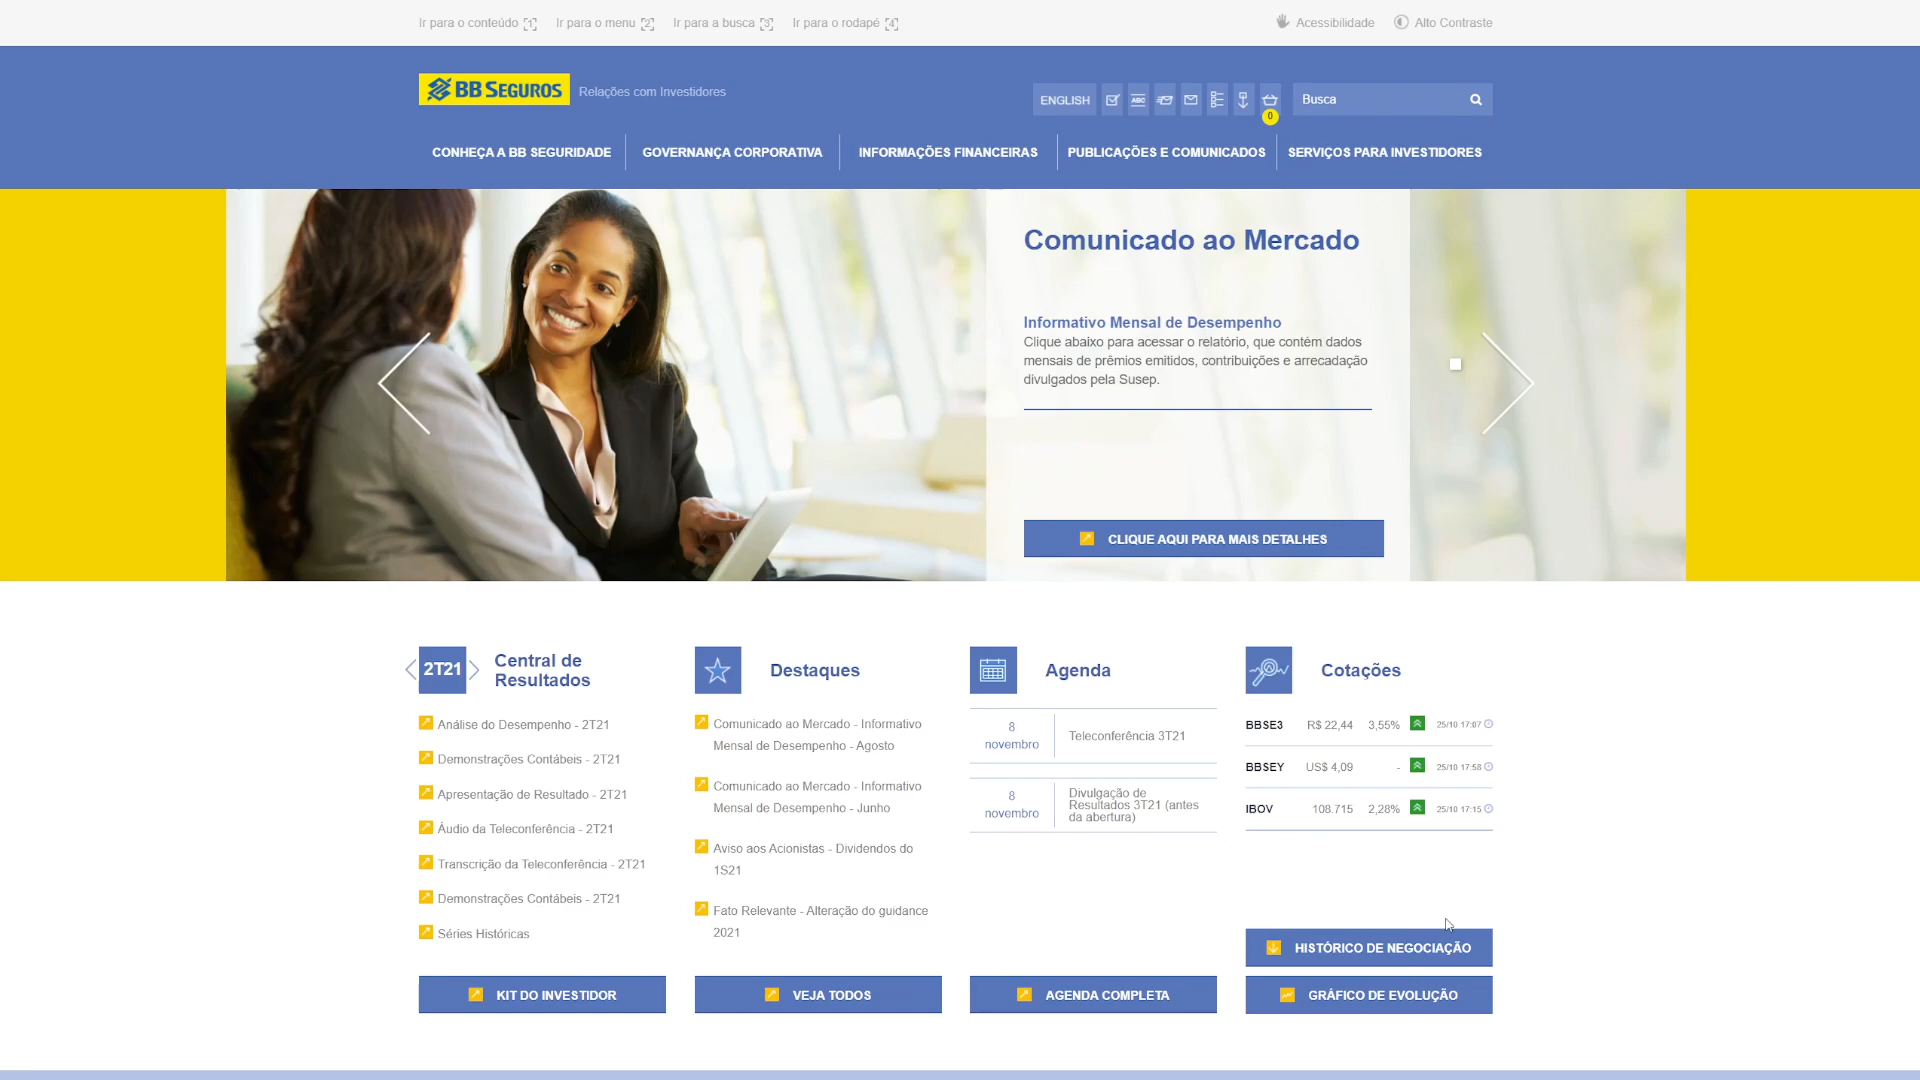 Ir para o conteúdo [1] Ir para o menu [2] Ir para a busca [3] Ir para o rodapé [4] Acessibilidade Alto Contraste
BB SEGUROS Relações com Investidores
ENGLISH ABC Busca
0
CONHEÇA A BB SEGURIDADE GOVERNANÇA CORPORATIVA INFORMAÇÕES FINANCEIRAS PUBLICAÇÕES E COMUNICADOS SERVIÇOS PARA INVESTIDORES
Comunicado ao Mercado
Informativo Mensal de Desempenho
Clique abaixo para acessar o relatório, que contém dados
mensais de prêmios emitidos, contribuições e arrecadação
divulgados pela Susep.
CLIQUE AQUI PARA MAIS DETALHES
2T21
Central de
Resultados
Análise do Desempenho - 2T21
Demonstrações Contábeis - 2T21
Apresentação de Resultado - 2T21
Áudio da Teleconferência - 2T21
Transcrição da Teleconferência - 2T21
Demonstrações Contábeis - 2T21
Séries Históricas
KIT DO INVESTIDOR
Destaques
Comunicado ao Mercado - Informativo
Mensal de Desempenho - Agosto
Comunicado ao Mercado - Informativo
Mensal de Desempenho - Junho
Aviso aos Acionistas - Dividendos do
1S21
Fato Relevante - Alteração do guidance
2021
VEJA TODOS
Agenda
8
novembro
Teleconferência 3T21
8
novembro
Divulgação de
Resultados 3T21 (antes
da abertura)
AGENDA COMPLETA
Cotações
BBSE3 R$ 22,44 3,55% 25/10 17:07
BBSEY US$ 4,09 - 25/10 17:58
IBOV 108.715 2,28% 25/10 17:15
HISTÓRICO DE NEGOCIAÇÃO
GRÁFICO DE EVOLUÇÃO